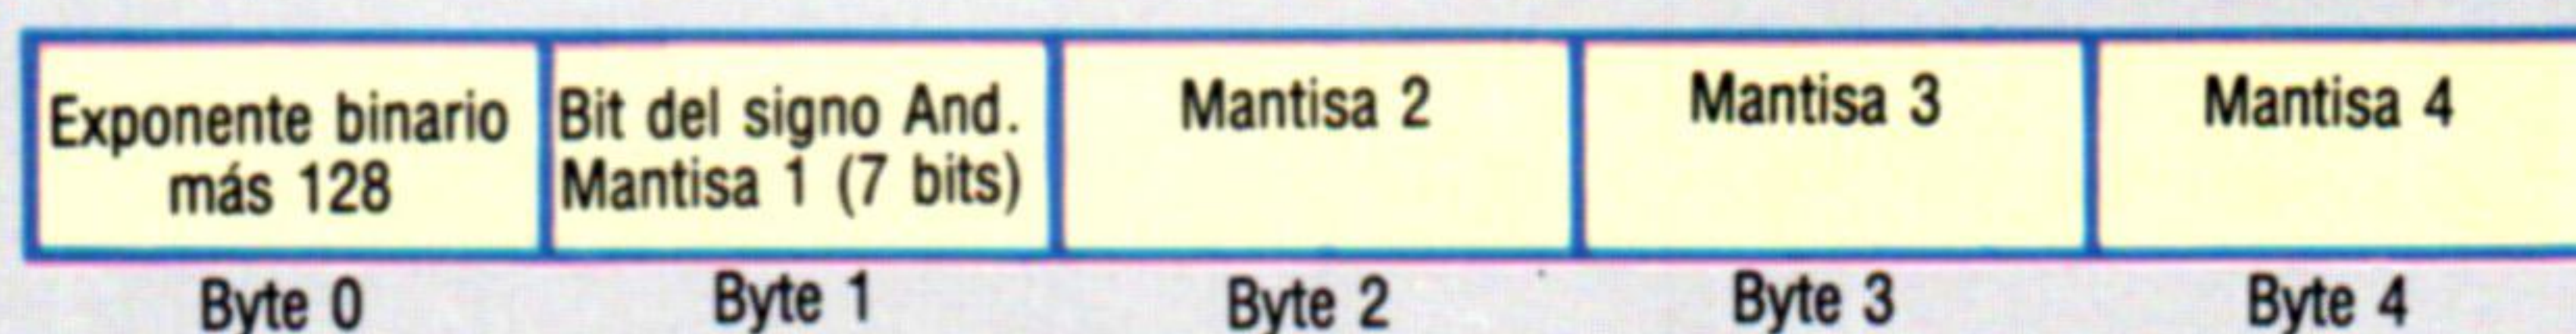 Exponente binario
más 128
Bit del signo And.
Mantisa 1 (7 bits)
Mantisa 2
Mantisa 3
Mantisa 4
Byte 0
Byte 1
Byte 2
Byte 3
Byte 4